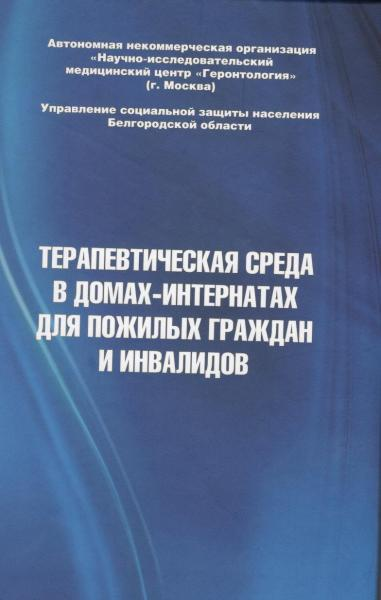 Автономная некоммерческая организация
«Научно-исследовательский
медицинский центр «Геронтология»
(г. Москва)
Управление социальной защиты населения
Белгородской области
ТЕРАПЕВТИЧЕСКАЯ СРЕДА
В ДОМАХ-ИНТЕРНАТАХ
ДЛЯ ПОЖИЛЫХ ГРАЖДАН
И ИНВАЛИДОВ